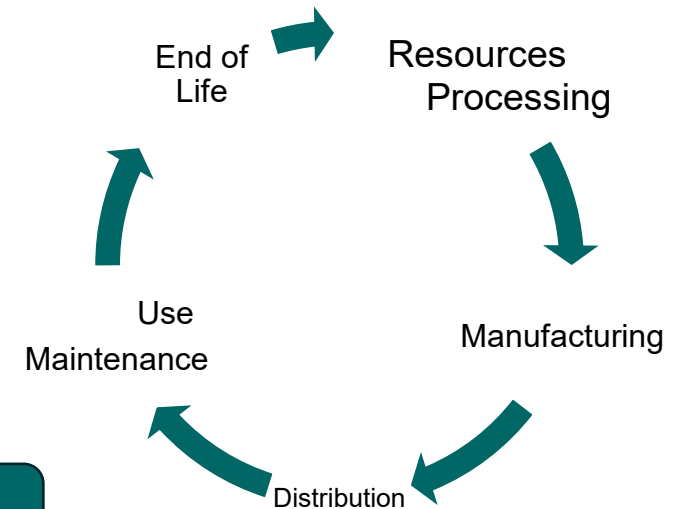 End of
Life
Resources
Processing
Manufacturing
Distribution
Use
Maintenance